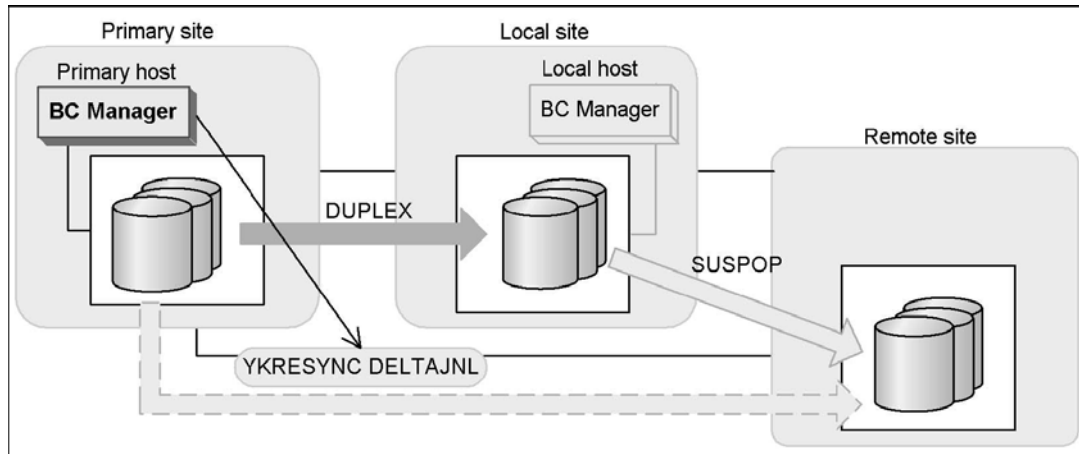 Primary site
Local site
Primary host
Local host
BC Manager
BC Manager
Remote site
DUPLEX
SUSPOP
YKRESYNC DELTAJNL